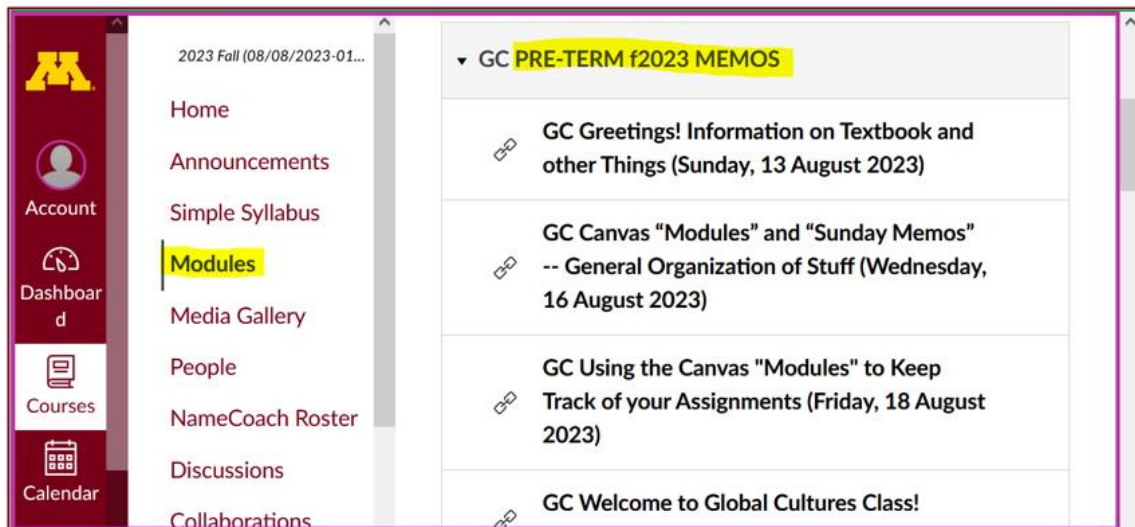 M
Account
Dashboar
d
Courses
Calendar
2023 Fall (08/08/2023-01...
Home
Announcements
Simple Syllabus
Modules
Media Gallery
People
NameCoach Roster
Discussions
Collaborations
GC PRE-TERM f2023 MEMOS
GC Greetings! Information on Textbook and
other Things (Sunday, 13 August 2023)
GC Canvas “Modules” and “Sunday Memos”
-- General Organization of Stuff (Wednesday,
16 August 2023)
GC Using the Canvas "Modules" to Keep
Track of your Assignments (Friday, 18 August
2023)
GC Welcome to Global Cultures Class!